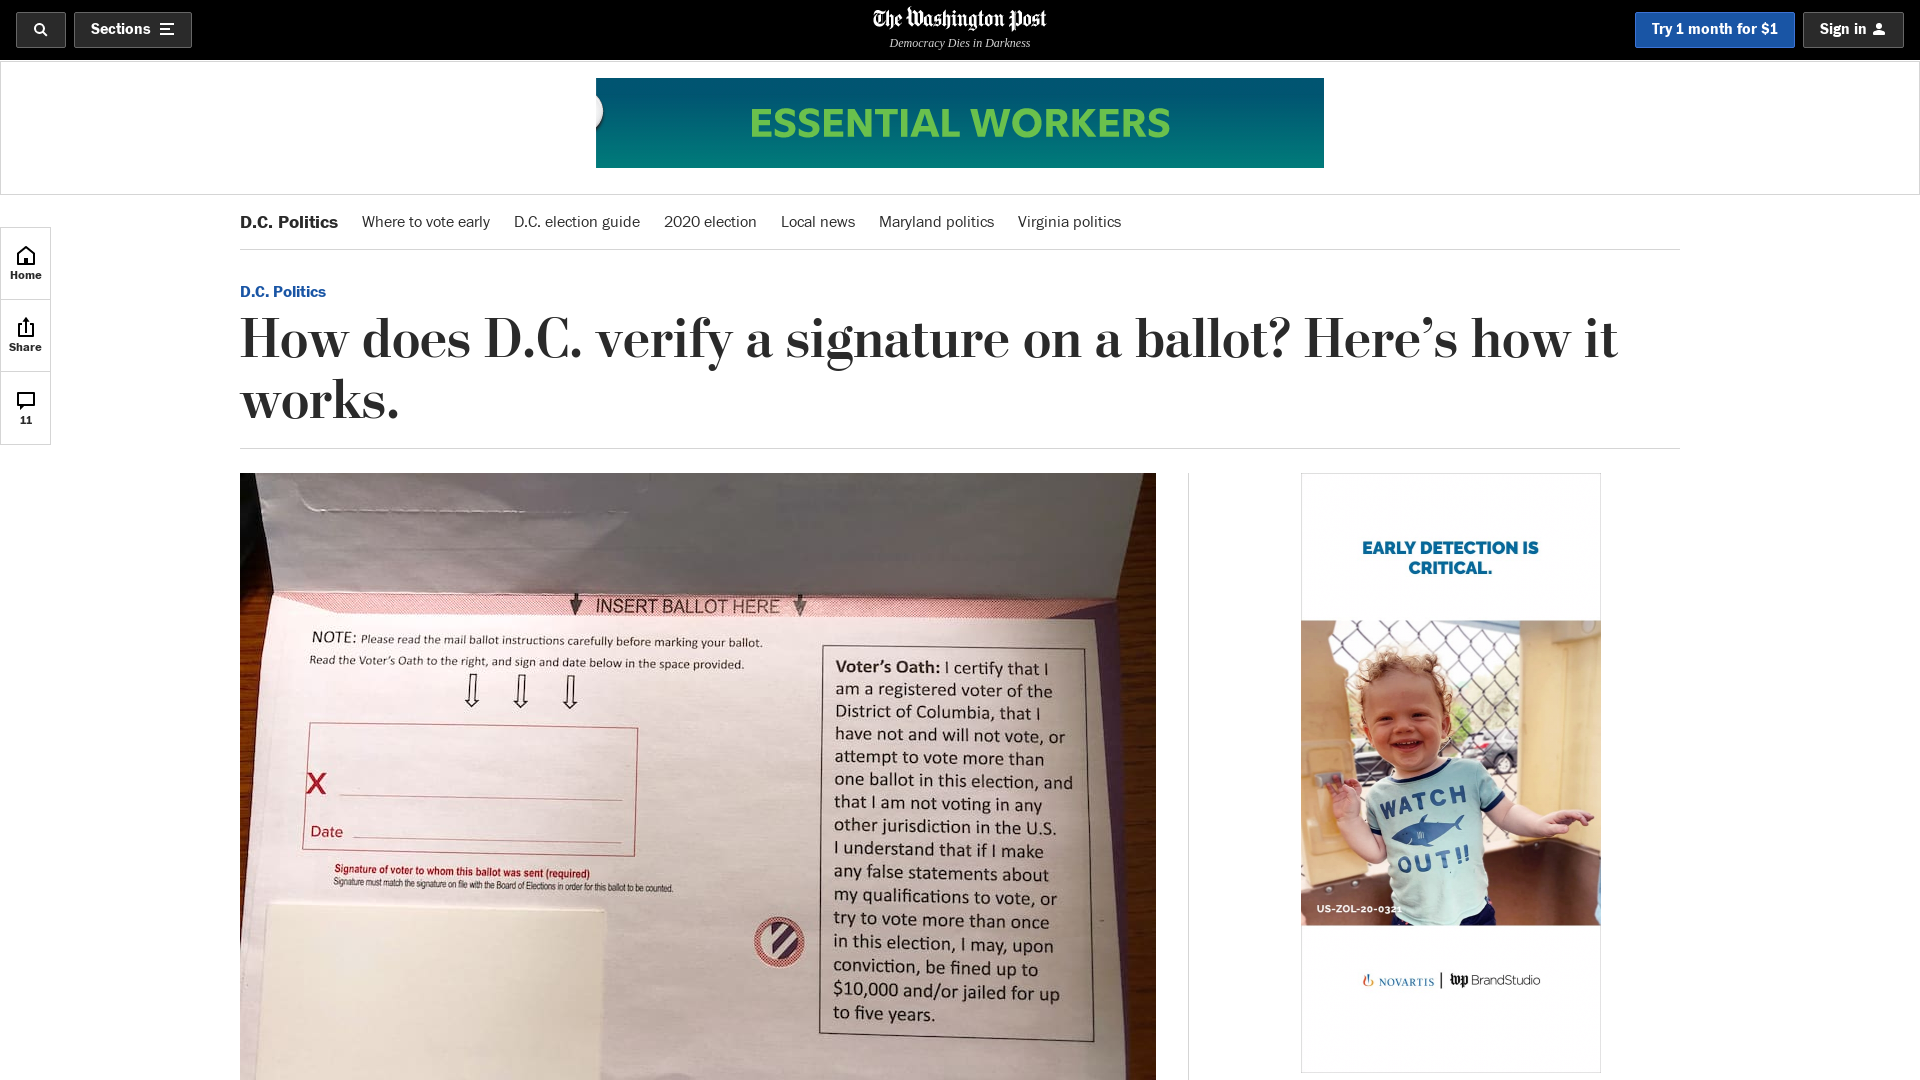 Sections
The Washington Post
Democracy Dies in Darkness
Try 1 month for $1
Sign in
ESSENTIAL WORKERS
D.C. Politics
Where to vote early
D.C. election guide
2020 election
Local news
Maryland politics
Virginia politics
Home
Share
11
D.C. Politics
How does D.C. verify a signature on a ballot? Here’s how it
works.
INSERT BALLOT HERE
NOTE: Please read the mail ballot instructions carefully before marking your ballot.
Read the Voter’s Oath to the right, and sign and date below in the space provided.
X
Date
Signature of voter to whom this ballot was sent (required)
Signature must match the signature on file with the Board of Elections in order for this ballot to be counted.
Voter’s Oath: I certify that I
am a registered voter of the
District of Columbia, that I
have not and will not vote, or
attempt to vote more than
one ballot in this election, and
that I am not voting in any
other jurisdiction in the U.S.
I understand that if I make
any false statements about
my qualifications to vote, or
try to vote more than once
in this election, I may, upon
conviction, be fined up to
$10,000 and/or jailed for up
to five years.
EARLY DETECTION IS
CRITICAL.
WATCH
OUT!!
US-ZOL-20-0321
NOVARTIS | wp BrandStudio